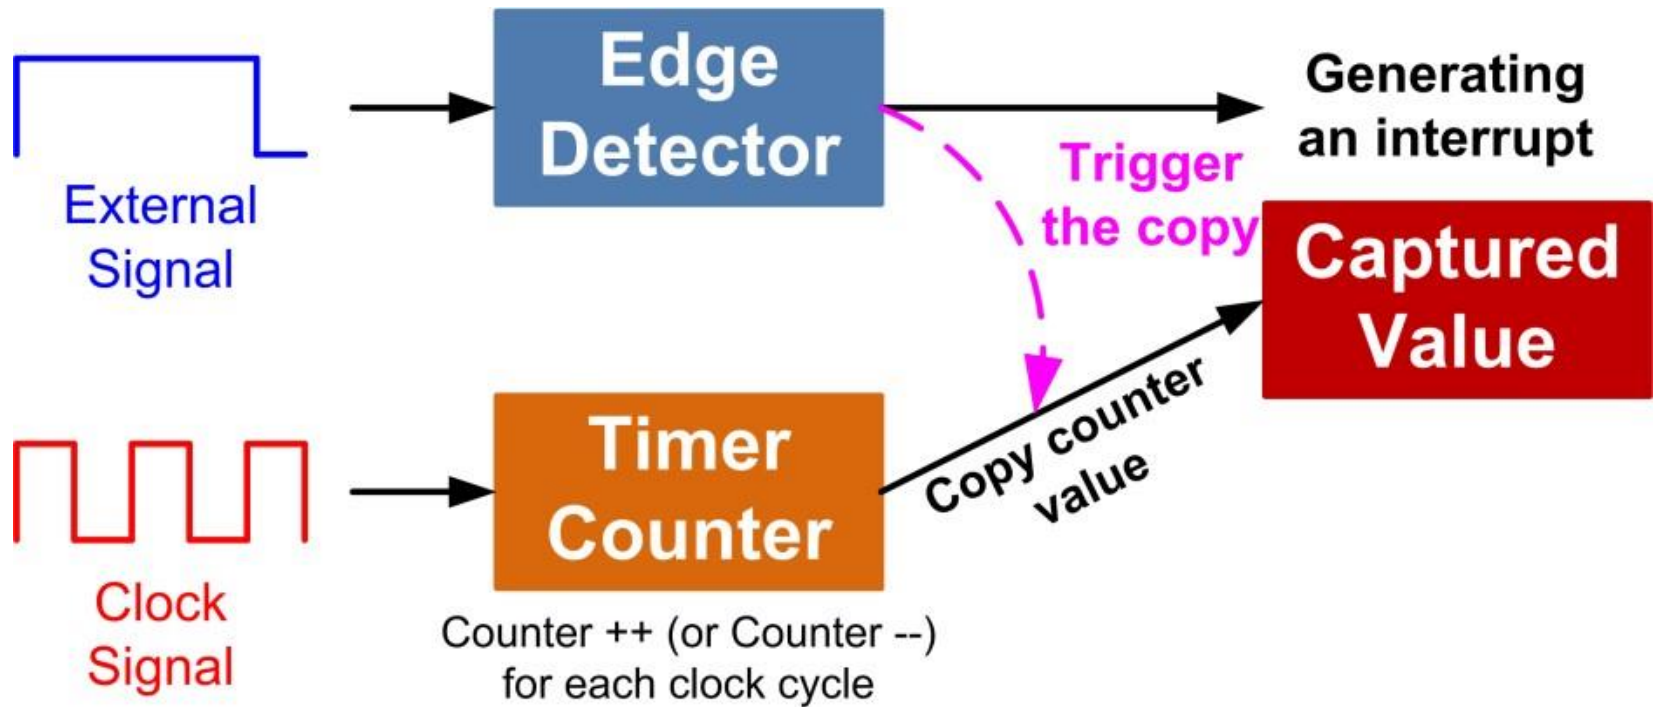 Edge
Detector
Generating
an interrupt
Trigger
the copy
External
Signal
Captured
Value
Copy counter
value
Timer
Counter
Clock
Signal
Counter ++ (or Counter --)
for each clock cycle